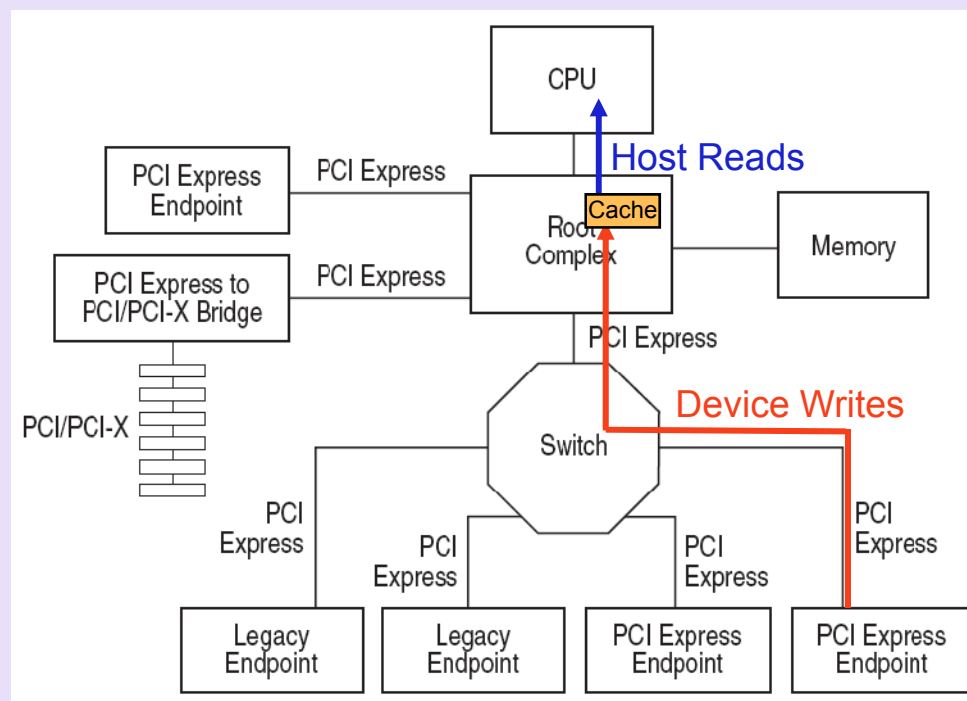 CPU
Host Reads
PCI Express
Endpoint
PCI Express
Cache
Root
Complex
Memory
PCI Express to
PCI/PCI-X Bridge
PCI Express
PCI Express
PCI/PCI-X
Device Writes
Switch
PCI
Express
PCI
Express
PCI
Express
PCI
Express
Legacy
Endpoint
Legacy
Endpoint
PCI Express
Endpoint
PCI Express
Endpoint